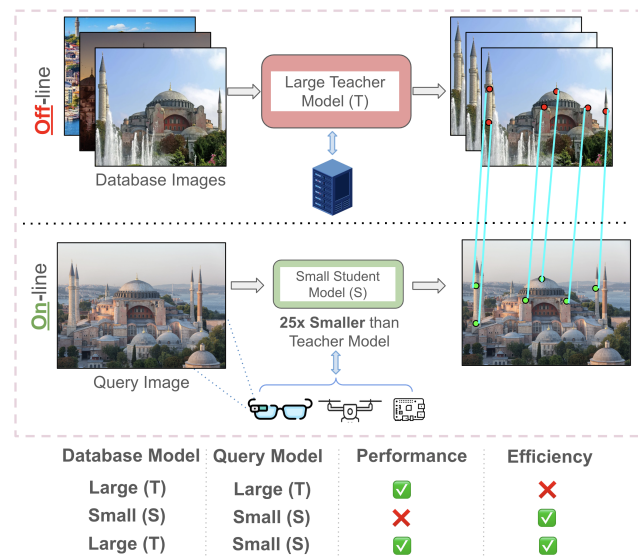 Off-line
Large Teacher
Model (T)
Database Images
On-line
Small Student
Model (S)
25x Smaller than
Teacher Model
Query Image
Database Model Query Model Performance Efficiency
Large (T) Large (T)
Small (S) Small (S)
Large (T) Small (S)